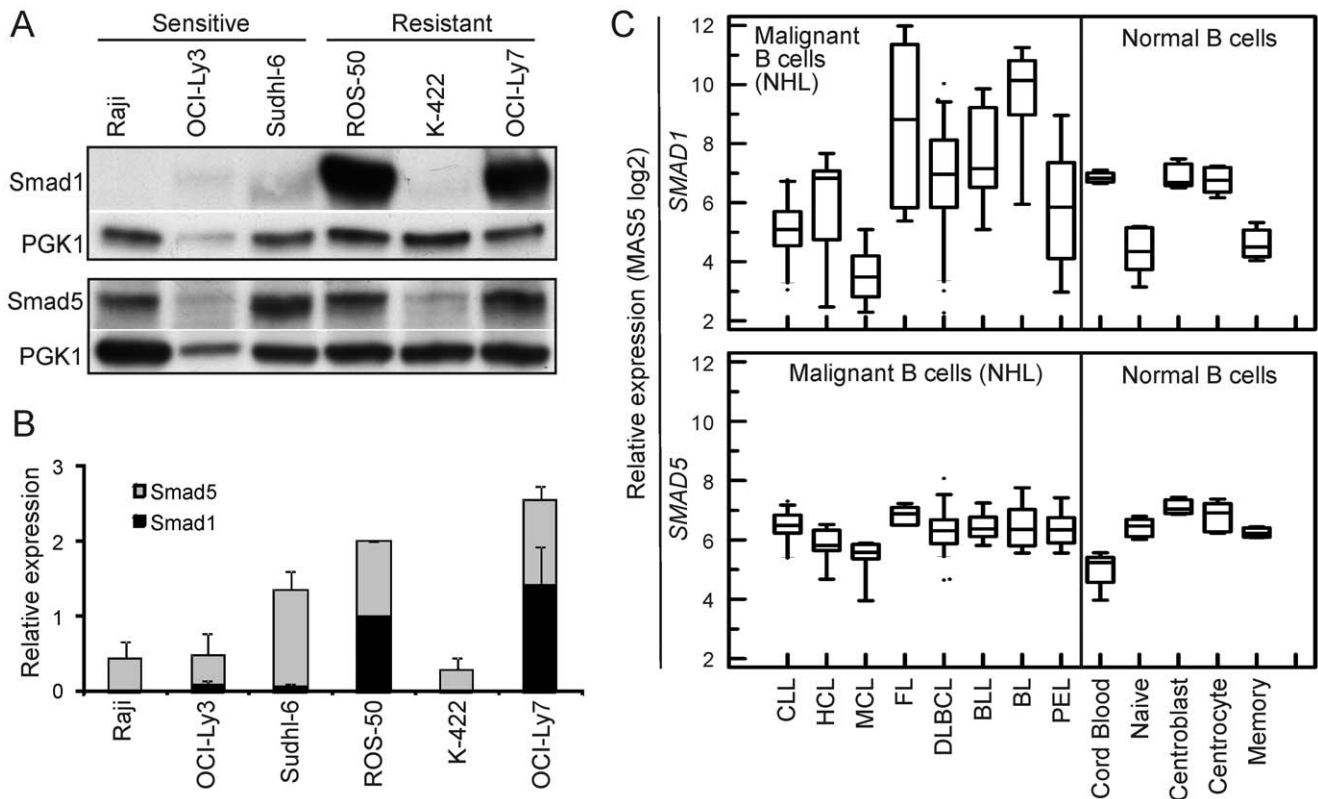 A
Sensitive
Resistant
Raji
OCI-Ly3
Sudhl-6
ROS-50
K-422
OCI-Ly7
Smad1
PGK1
Smad5
PGK1
B
Relative expression
3
2
1
0
Smad5
Smad1
Raji
OCI-Ly3
Sudhl-6
ROS-50
K-422
OCI-Ly7
C
Relative expression (MAS5 log2)
SMAD1
12
10
8
6
4
2
Malignant
B cells
(NHL)
Normal B cells
SMAD5
12
10
8
6
4
2
Malignant B cells (NHL)
Normal B cells
CLL
HCL
MCL
FL
DLBCL
BLL
BL
PEL
Cord Blood
Naive
Centroblast
Centrocyte
Memory